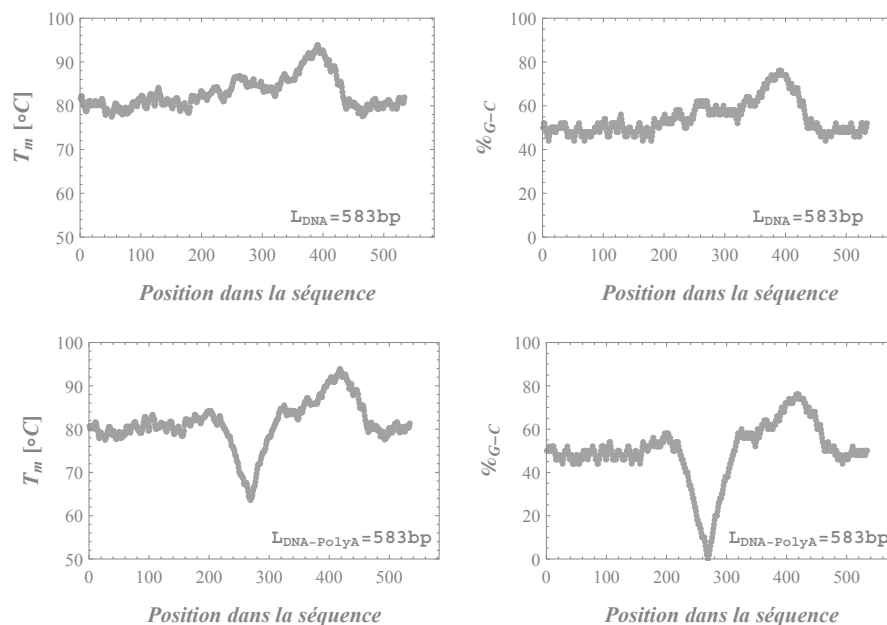 100
90
80
70
60
50
T_m [∘C]
L_DNA=583bp
0 100 200 300 400 500
Position dans la séquence
100
80
60
40
20
0
%_G-C
L_DNA=583bp
0 100 200 300 400 500
Position dans la séquence
100
90
80
70
60
50
T_m [∘C]
L_DNA-PolyA=583bp
0 100 200 300 400 500
Position dans la séquence
100
80
60
40
20
0
%_G-C
L_DNA-PolyA=583bp
0 100 200 300 400 500
Position dans la séquence